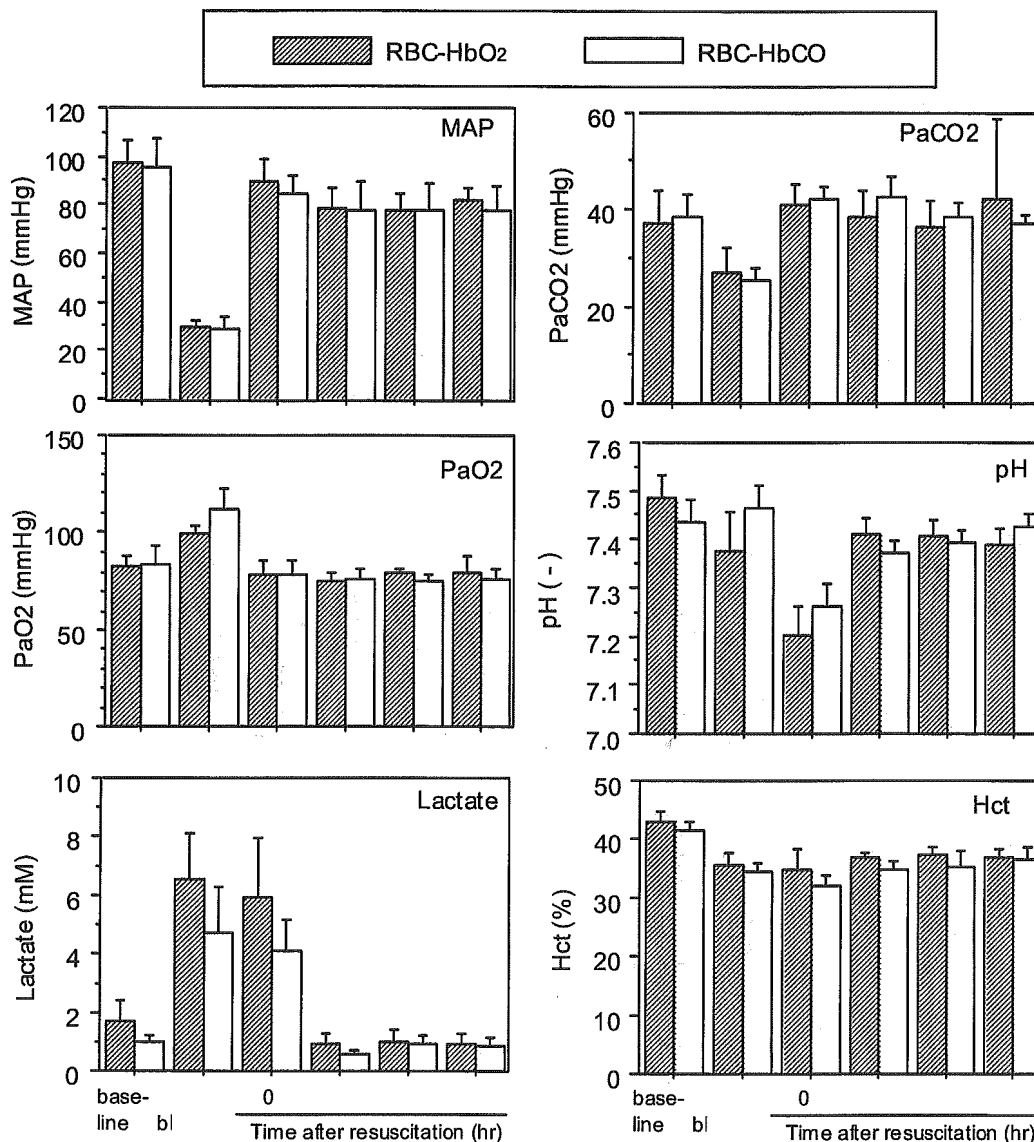 RBC-HbO2
RBC-HbCO
MAP
MAP (mmHg)
120
100
80
60
40
20
0
PaCO2
PaCO2 (mmHg)
60
40
20
0
PaO2
PaO2 (mmHg)
150
100
50
0
pH
pH (-)
7.6
7.5
7.4
7.3
7.2
7.1
7.0
Lactate
Lactate (mM)
10
8
6
4
2
0
base-
line bl
0
Time after resuscitation (hr)
Hct
Hct (%)
50
40
30
20
10
0
base-
line bl
0
Time after resuscitation (hr)